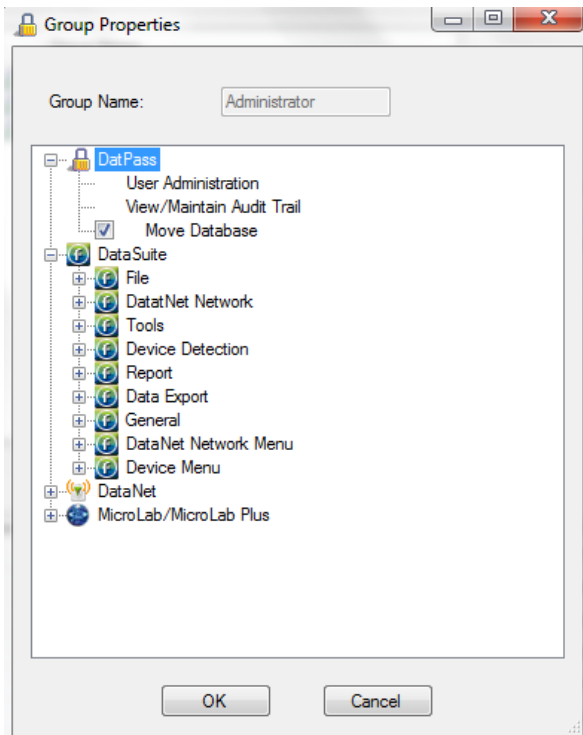 Group Properties
Group Name: Administrator
DatPass
User Administration
View/Maintain Audit Trail
Move Database
DataSuite
File
DatatNet Network
Tools
Device Detection
Report
Data Export
General
DataNet Network Menu
Device Menu
DataNet
MicroLab/MicroLab Plus
OK Cancel